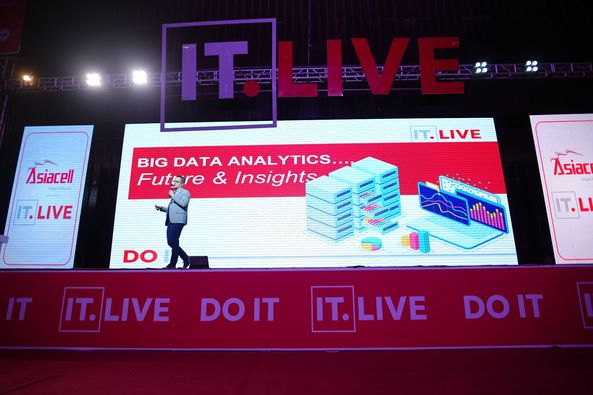 IT.LIVE
IT.LIVE
BIG DATA ANALYTICS....
Future & Insights
DO
Asiacell
IT.LIVE
Asiacell
IT.LIVE
IT
IT.LIVE
DO IT
IT.LIVE
DO IT